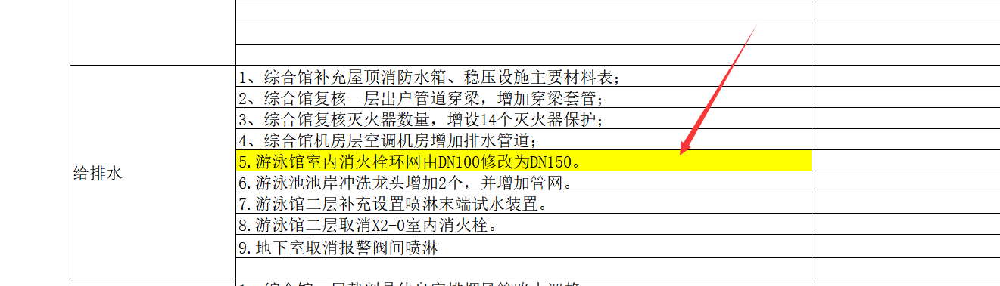 1、综合馆补充屋顶消防水箱、稳压设施主要材料表;
2、综合馆复核一层出户管道穿梁，增加穿梁套管;
3、综合馆复核灭火器数量，增设14个灭火器保护;
4、综合馆机房层空调机房增加排水管道;
5.游泳馆室内消火栓环网由DN100修改为DN150。
给排水
6.游泳池池岸冲洗龙头增加2个，并增加管网。
7.游泳馆二层补充设置喷淋末端试水装置。
8.游泳馆二层取消X2-0室内消火栓。
9.地下室取消报警阀间喷淋